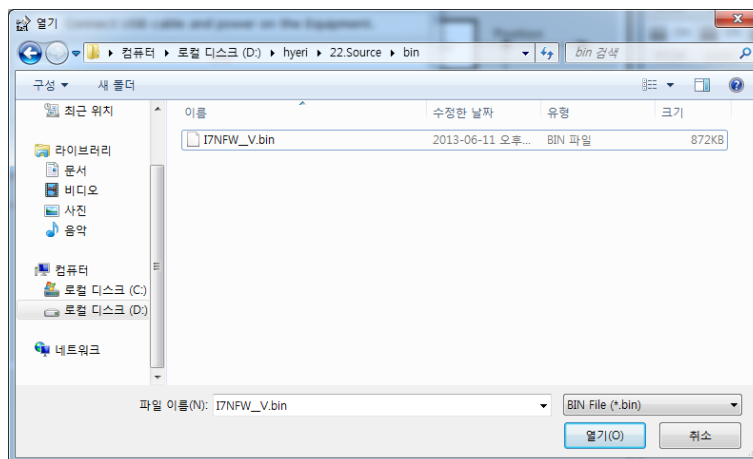 열기
Connect USB cable and power on the Equipment.
Position
컴퓨터 ▸ 로컬 디스크 (D:) ▸ hyeri ▸ 22.Source ▸ bin
bin 검색
구성 새 폴더
최근 위치
라이브러리
문서
비디오
사진
음악
컴퓨터
로컬 디스크 (C:)
로컬 디스크 (D:)
네트워크
이름 수정한 날짜 유형 크기
I7NFW__V.bin 2013-06-11 오후... BIN 파일 872KB
파일 이름(N): I7NFW__V.bin BIN File (*.bin)
열기(O) 취소